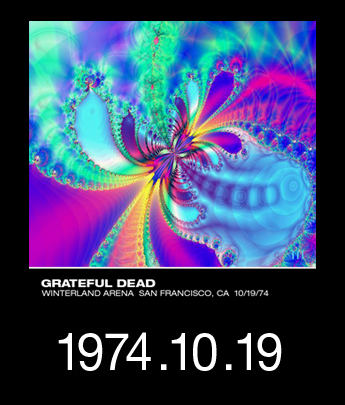 GRATEFUL DEAD
WINTERLAND ARENA SAN FRANCISCO, CA 10/19/74
1974.10.19